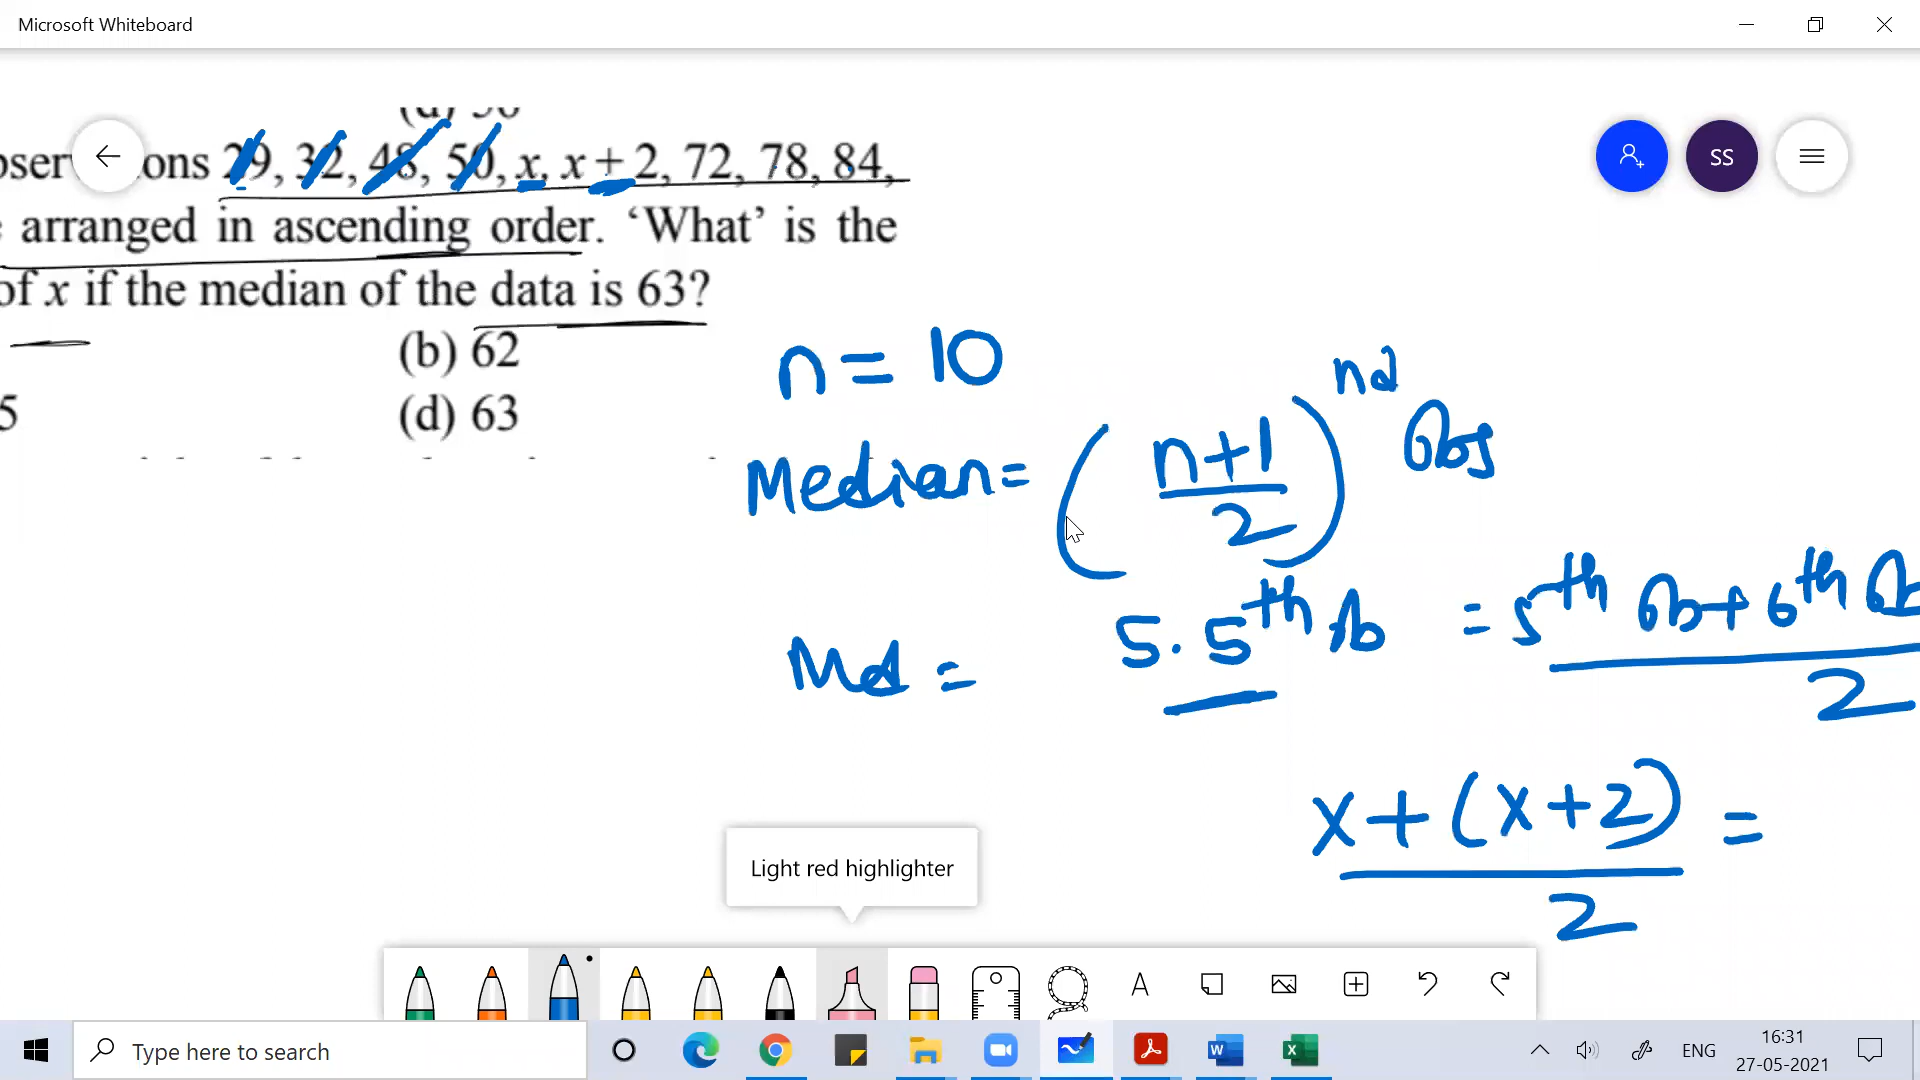 Microsoft Whiteboard
SS
ons 29, 32, 48, 50, x, x + 2, 72, 78, 84,
arranged in ascending order. ‘What’ is the
of x if the median of the data is 63?
(b) 62
5
(d) 63
n = 10
Median = ( n+1 / 2 ) nd Obs
Md = 5.5th Ob = 5th Ob + 6th Ob / 2
x + (x+2) / 2 =
Light red highlighter
Type here to search
ENG
16:31
27-05-2021